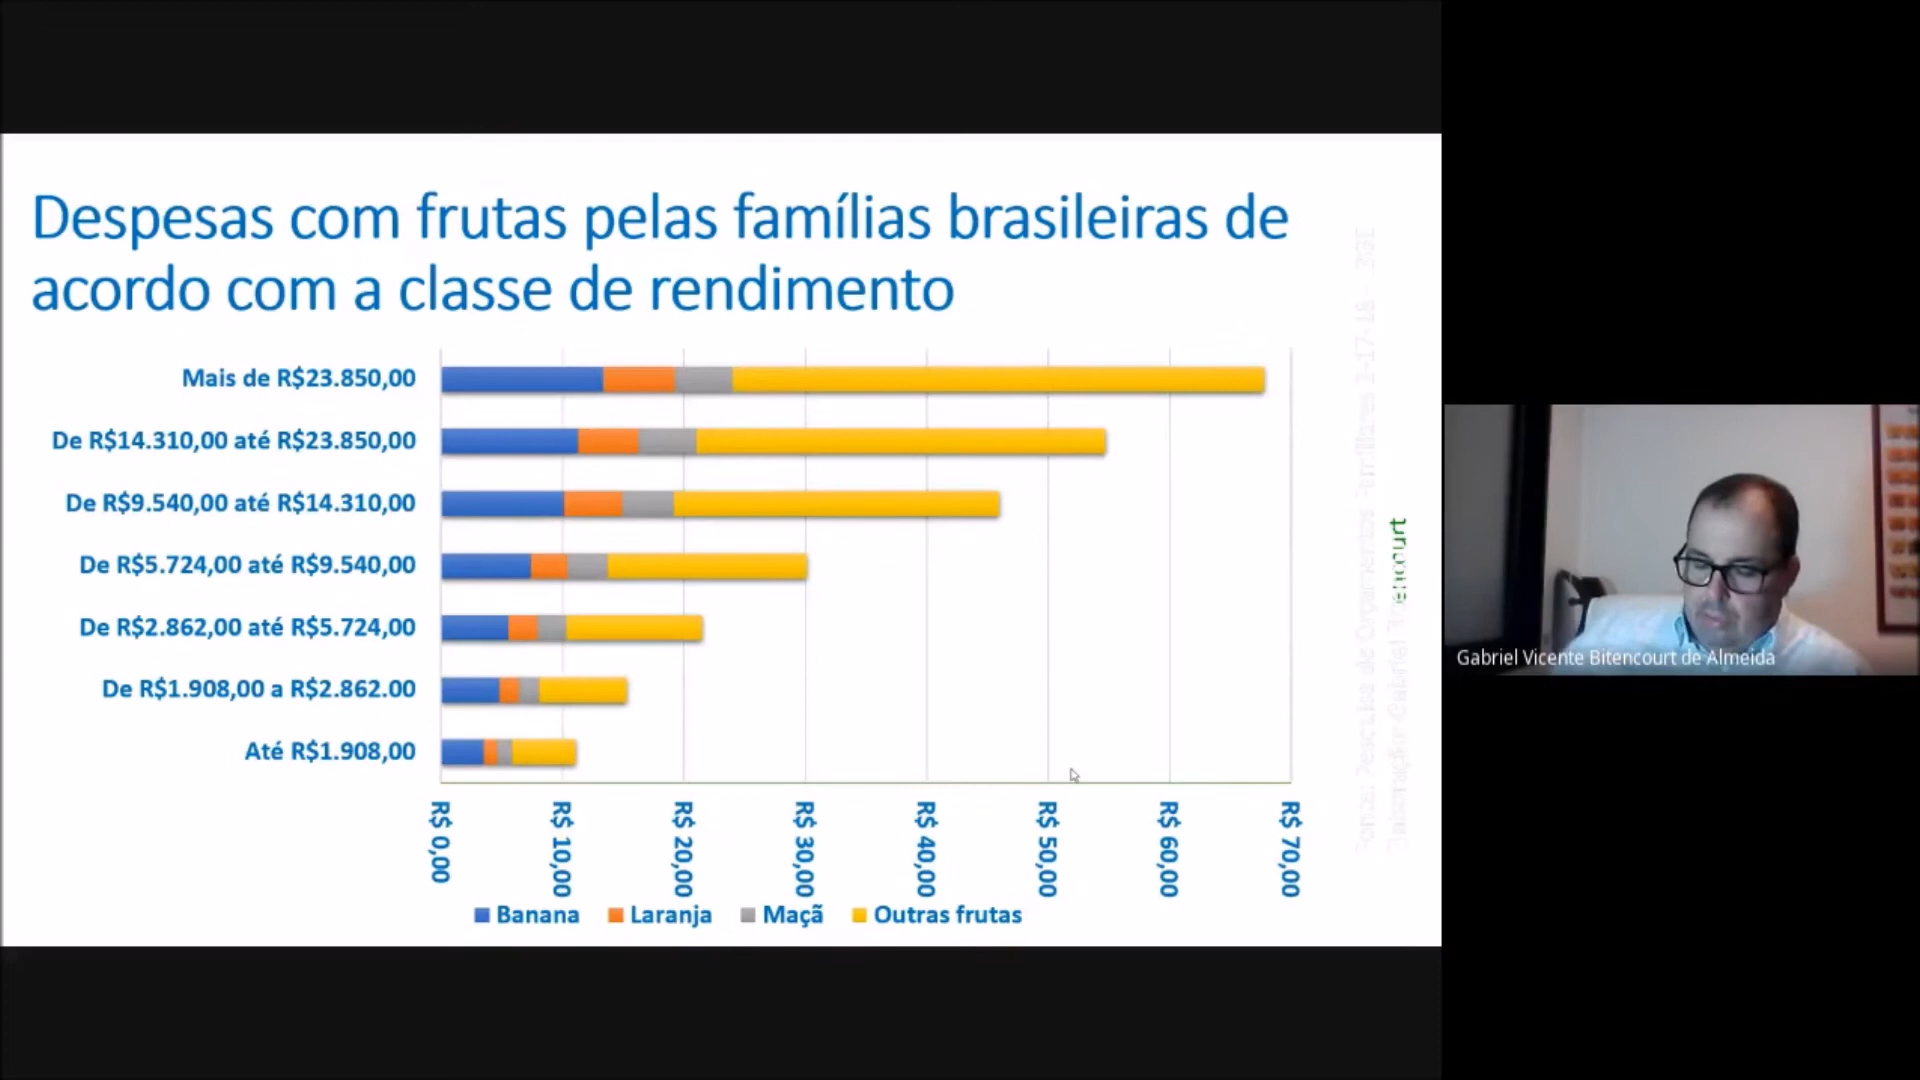 Despesas com frutas pelas famílias brasileiras de
acordo com a classe de rendimento
Mais de R$23.850,00
De R$14.310,00 até R$23.850,00
De R$9.540,00 até R$14.310,00
De R$5.724,00 até R$9.540,00
De R$2.862,00 até R$5.724,00
De R$1.908,00 a R$2.862.00
Até R$1.908,00
R$ 0,00
R$ 10,00
R$ 20,00
R$ 30,00
R$ 40,00
R$ 50,00
R$ 60,00
R$ 70,00
Banana
Laranja
Maçã
Outras frutas
Gabriel Vicente Bitencourt de Almeida